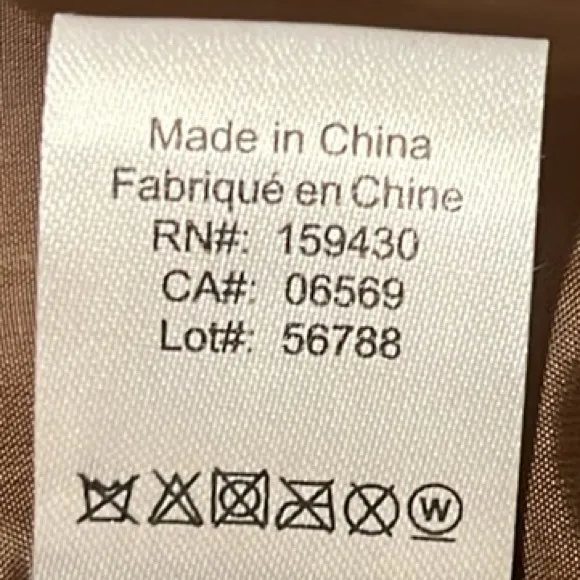 Made in China
Fabriqué en Chine
RN#: 159430
CA#: 06569
Lot#: 56788
W